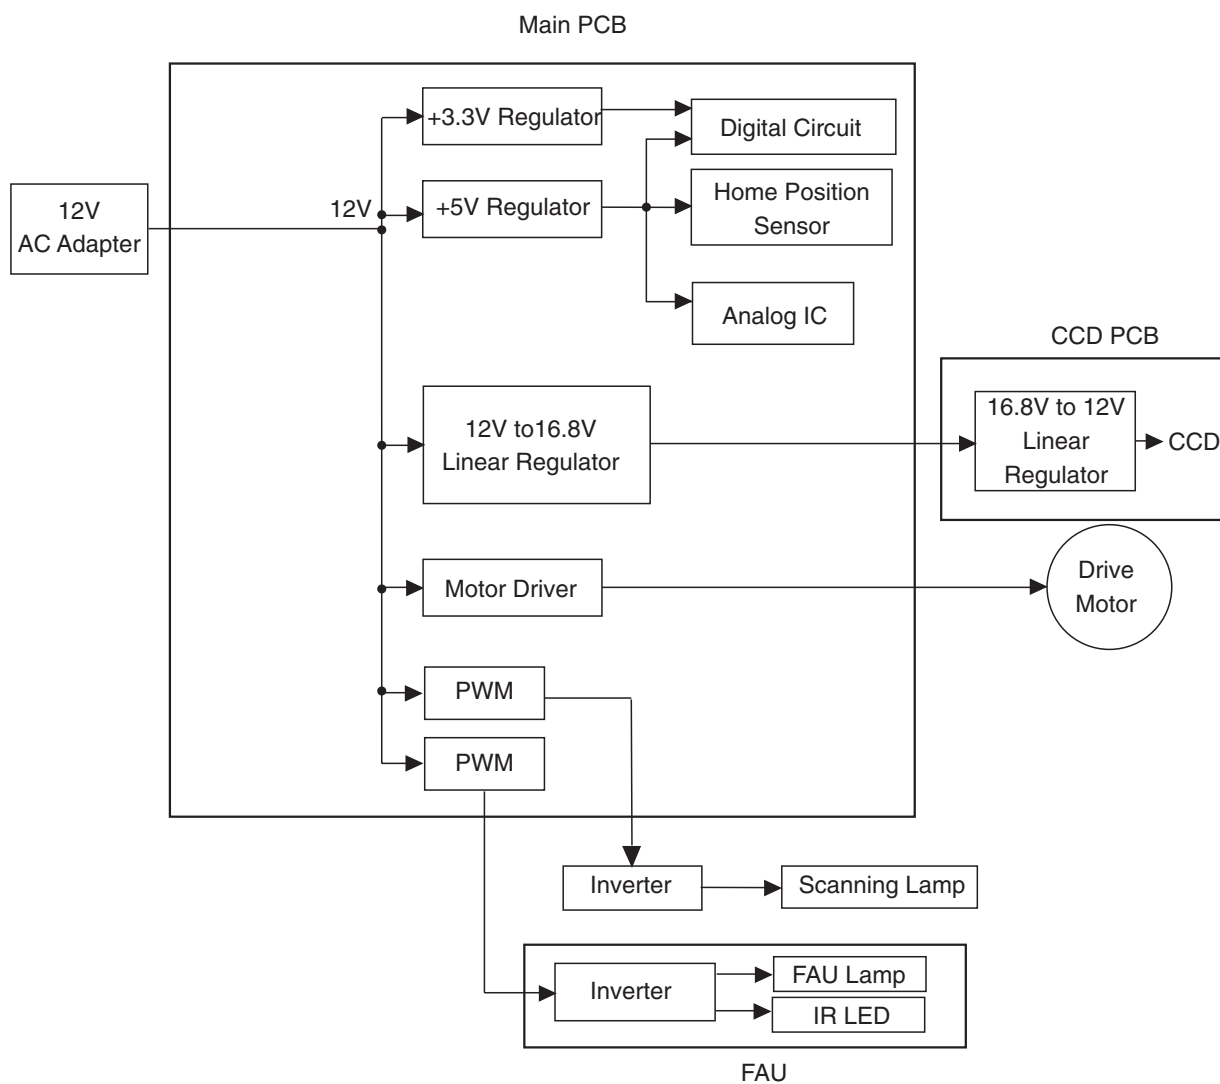 Main PCB
+3.3V Regulator
Digital Circuit
12V
AC Adapter
12V
+5V Regulator
Home Position
Sensor
Analog IC
CCD PCB
12V to16.8V
Linear Regulator
16.8V to 12V
Linear
Regulator
CCD
Motor Driver
Drive
Motor
PWM
PWM
Inverter
Scanning Lamp
Inverter
FAU Lamp
IR LED
FAU